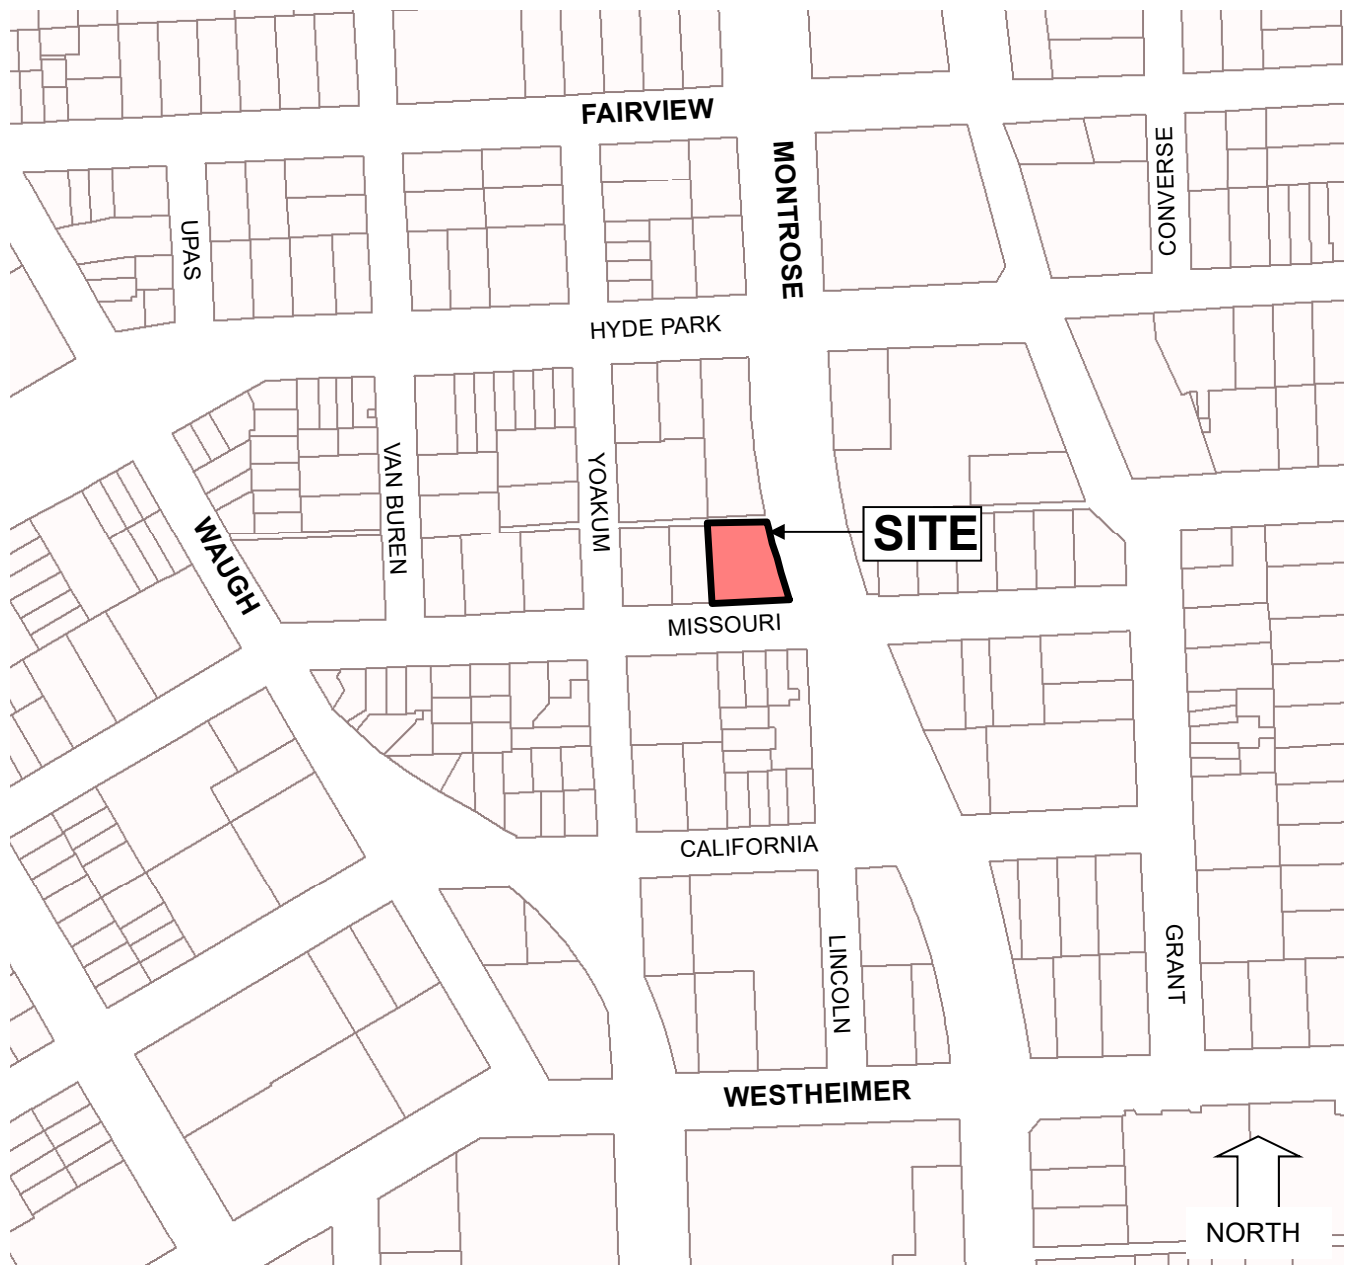 FAIRVIEW
MONTROSE
CONVERSE
UPAS
HYDE PARK
VAN BUREN
YOAKUM
WAUGH
SITE
MISSOURI
CALIFORNIA
LINCOLN
GRANT
WESTHEIMER
NORTH